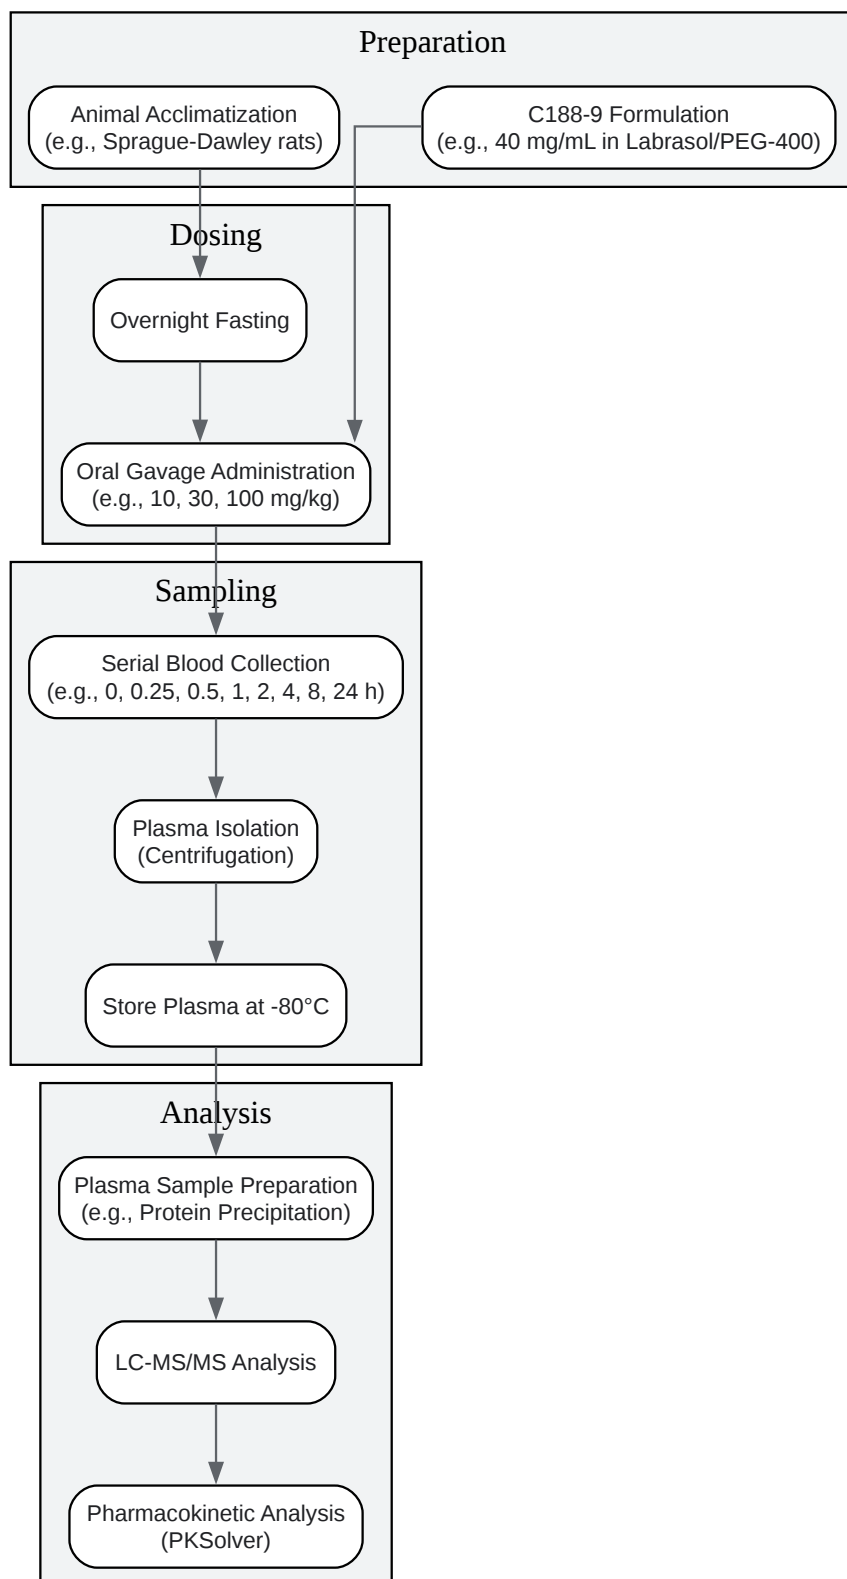 Preparation
Animal Acclimatization
(e.g., Sprague-Dawley rats)
C188-9 Formulation
(e.g., 40 mg/mL in Labrasol/PEG-400)
Dosing
Overnight Fasting
Oral Gavage Administration
(e.g., 10, 30, 100 mg/kg)
Sampling
Serial Blood Collection
(e.g., 0, 0.25, 0.5, 1, 2, 4, 8, 24 h)
Plasma Isolation
(Centrifugation)
Store Plasma at -80°C
Analysis
Plasma Sample Preparation
(e.g., Protein Precipitation)
LC-MS/MS Analysis
Pharmacokinetic Analysis
(PKSolver)